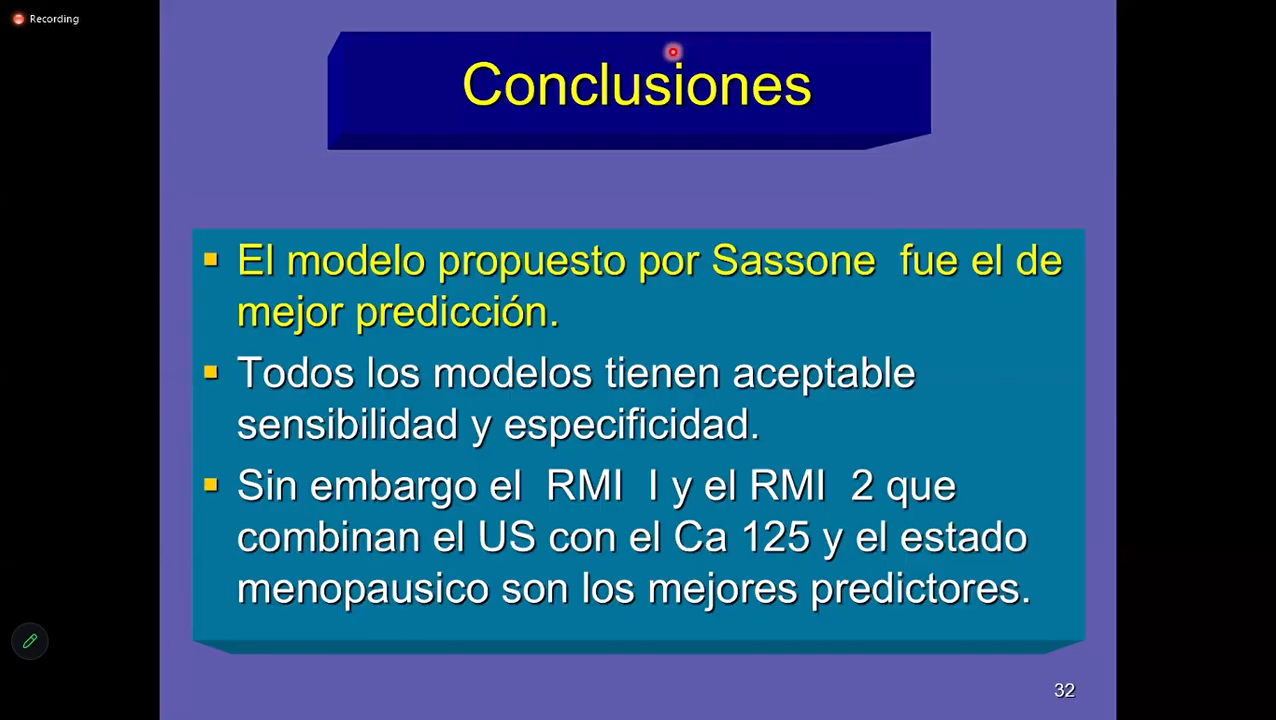 Recording
Conclusiones
El modelo propuesto por Sassone fue el de
mejor predicción.
Todos los modelos tienen aceptable
sensibilidad y especificidad.
Sin embargo el RMI I y el RMI 2 que
combinan el US con el Ca 125 y el estado
menopausico son los mejores predictores.
32